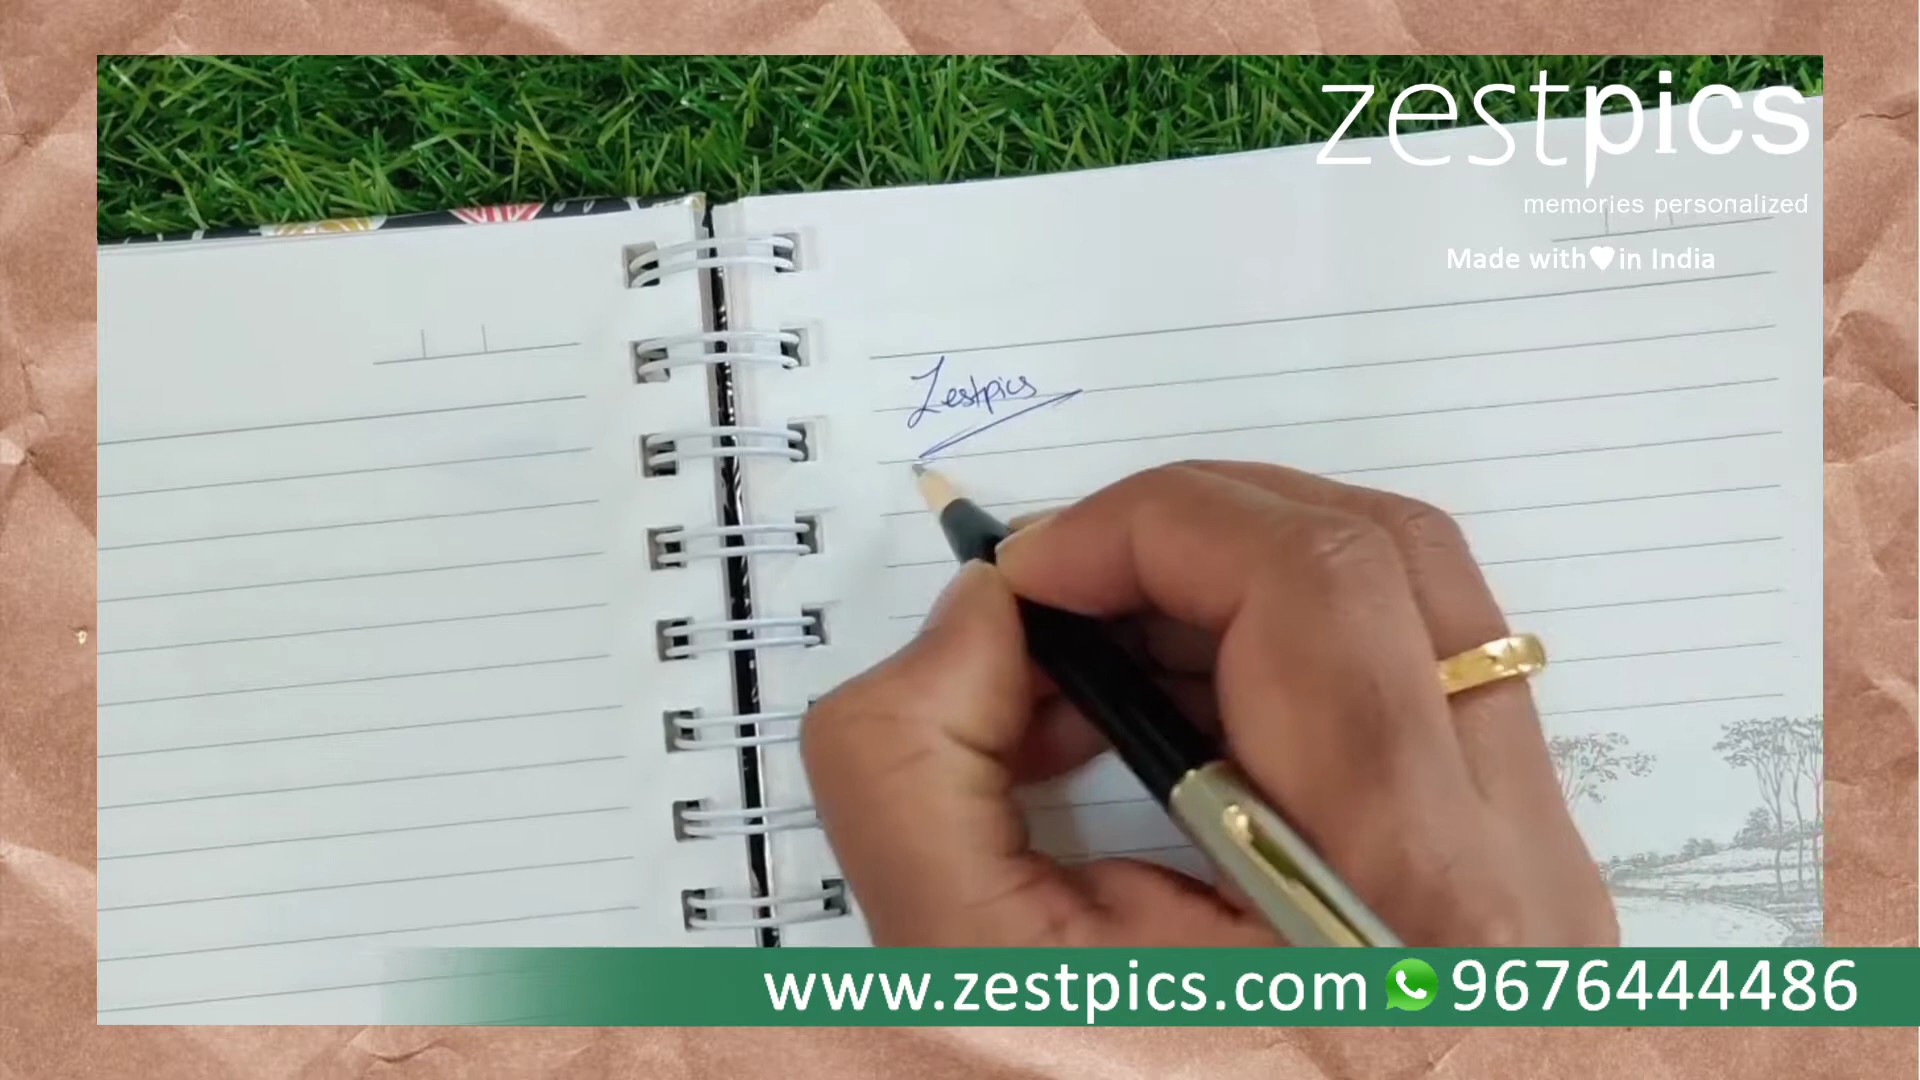 zestpics
memories personalized
Made with in India
Zestpics
www.zestpics.com 9676444486